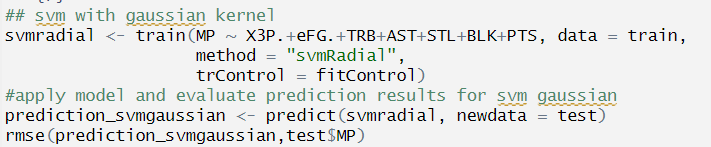 ## svm with gaussian kernel
svmradial <- train(MP ~ X3P.+eFG.+TRB+AST+STL+BLK+PTS, data = train,
method = "svmRadial",
trControl = fitControl)
#apply model and evaluate prediction results for svm gaussian
prediction_svmgaussian <- predict(svmradial, newdata = test)
rmse(prediction_svmgaussian,test$MP)